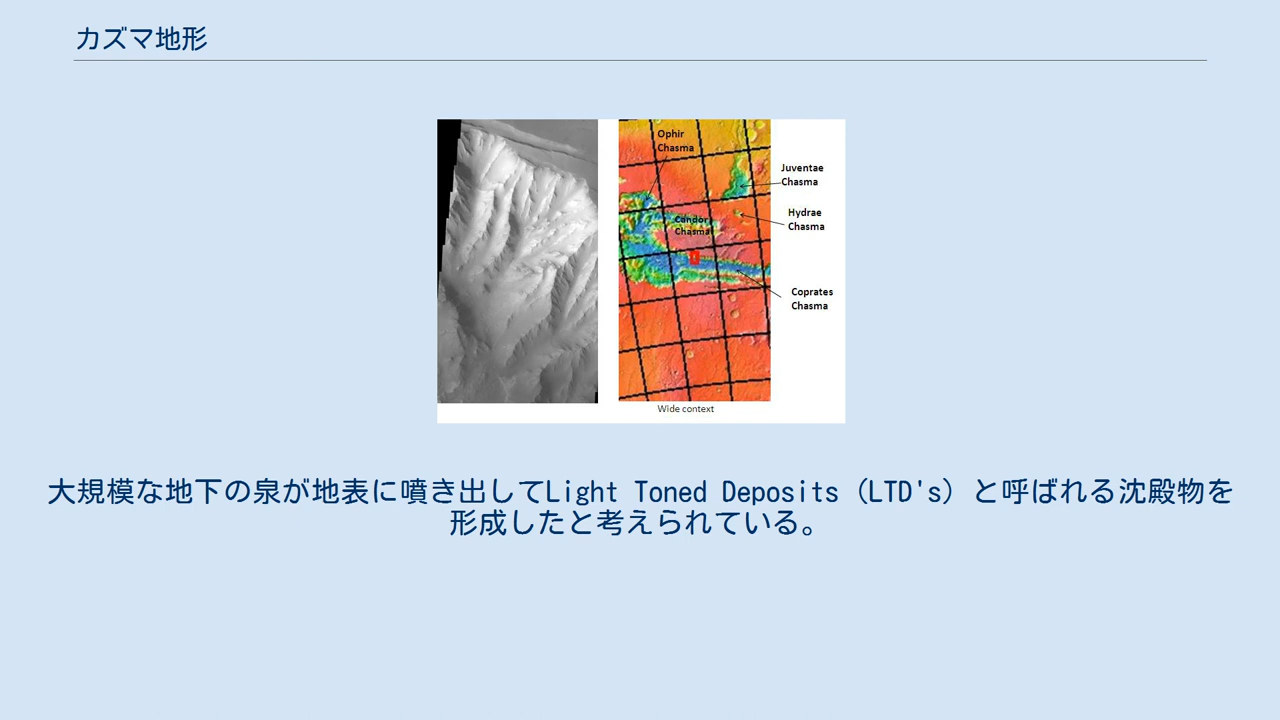 カズマ地形
Ophir
Chasma
Juventae
Chasma
Hydrae
Chasma
Candor
Chasma
Coprates
Chasma
Wide context
大規模な地下の泉が地表に噴き出してLight Toned Deposits (LTD's) と呼ばれる沈殿物を
形成したと考えられている。